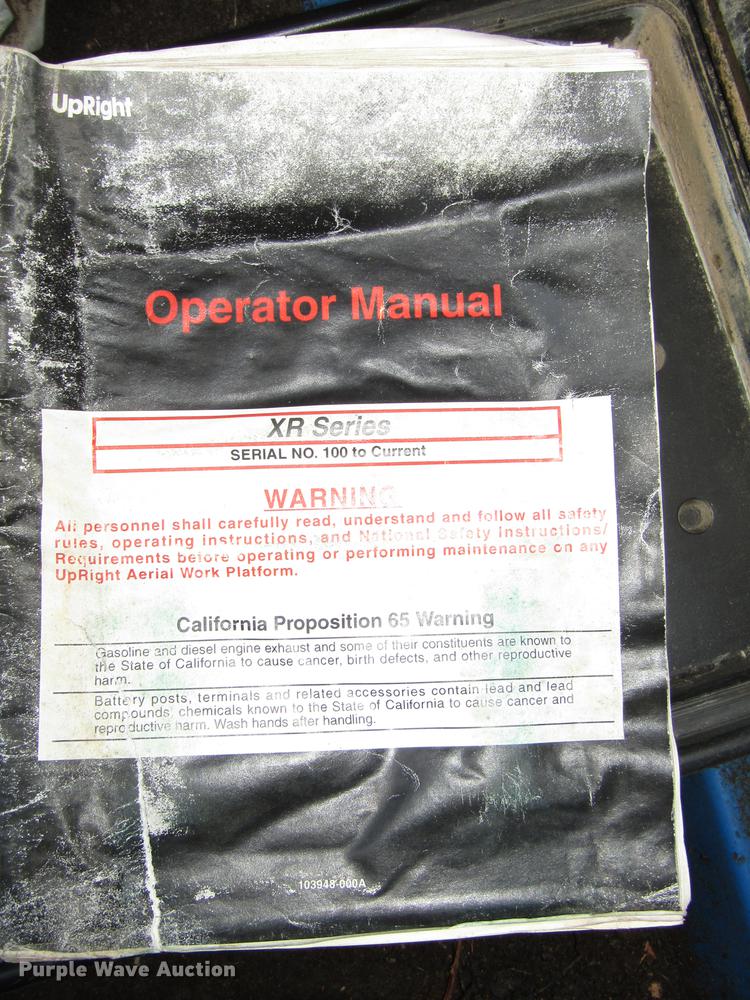 UpRight
Operator Manual
XR Series
SERIAL NO. 100 to Current
WARNING
All personnel shall carefully read, understand and follow all safety
rules, operating instructions, and National Safety Instructions/
Requirements before operating or performing maintenance on any
UpRight Aerial Work Platform.
California Proposition 65 Warning
Gasoline and diesel engine exhaust and some of their constituents are known to
the State of California to cause cancer, birth defects, and other reproductive
harm.
Battery posts, terminals and related accessories contain lead and lead
compounds, chemicals known to the State of California to cause cancer and
reproductive harm. Wash hands after handling.
103948-000A
Purple Wave Auction